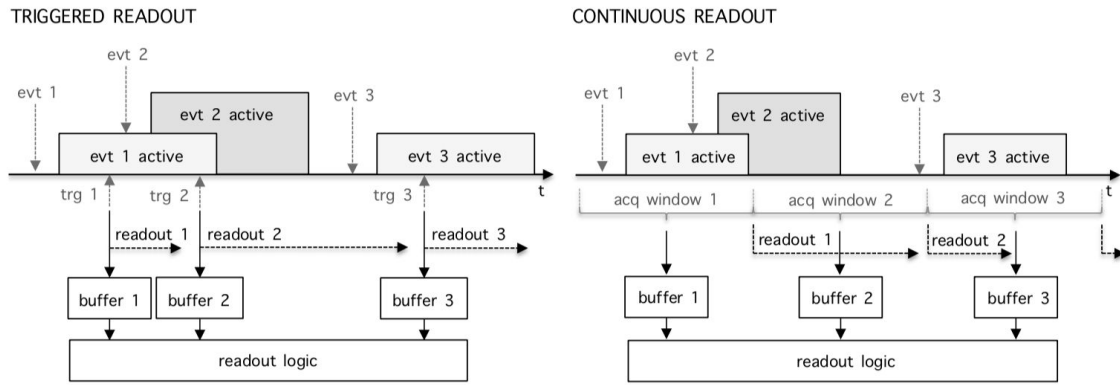 TRIGGERED READOUT
evt 2
evt 1
evt 3
evt 2 active
evt 1 active
evt 3 active
t
trg 1
trg 2
trg 3
readout 1
readout 2
readout 3
buffer 1
buffer 2
buffer 3
readout logic
CONTINUOUS READOUT
evt 2
evt 1
evt 3
evt 2 active
evt 1 active
evt 3 active
t
acq window 1
acq window 2
acq window 3
readout 1
readout 2
buffer 1
buffer 2
buffer 3
readout logic